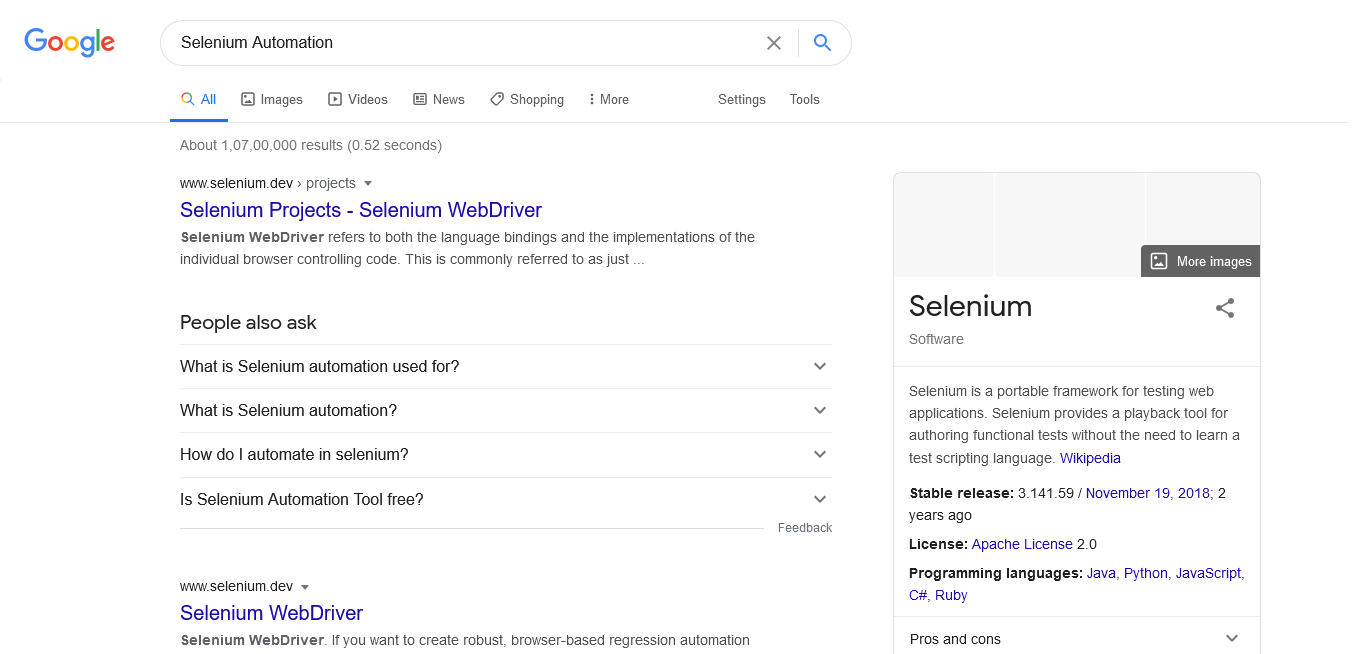 Google
Selenium Automation
All Images Videos News Shopping More Settings Tools
About 1,07,00,000 results (0.52 seconds)
www.selenium.dev › projects
Selenium Projects - Selenium WebDriver
Selenium WebDriver refers to both the language bindings and the implementations of the
individual browser controlling code. This is commonly referred to as just ...
People also ask
What is Selenium automation used for?
What is Selenium automation?
How do I automate in selenium?
Is Selenium Automation Tool free?
Feedback
www.selenium.dev
Selenium WebDriver
Selenium WebDriver. If you want to create robust, browser-based regression automation
More images
Selenium
Software
Selenium is a portable framework for testing web
applications. Selenium provides a playback tool for
authoring functional tests without the need to learn a
test scripting language. Wikipedia
Stable release: 3.141.59 / November 19, 2018; 2
years ago
License: Apache License 2.0
Programming languages: Java, Python, JavaScript,
C#, Ruby
Pros and cons